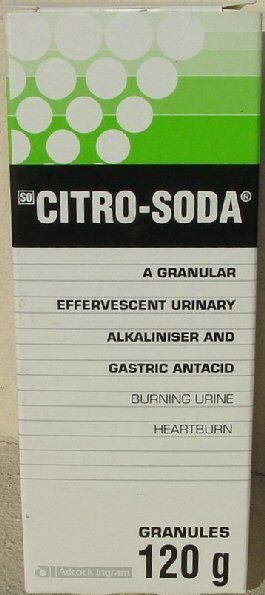 S0 CITRO-SODA®
A GRANULAR
EFFERVESCENT URINARY
ALKALINISER AND
GASTRIC ANTACID
BURNING URINE
HEARTBURN
GRANULES
Adcock Ingram 120 g